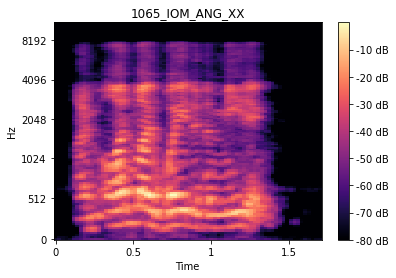 1065_IOM_ANG_XX
8192
4096
2048
1024
512
0
Hz
0
0.5
1
1.5
Time
-10 dB
-20 dB
-30 dB
-40 dB
-50 dB
-60 dB
-70 dB
-80 dB